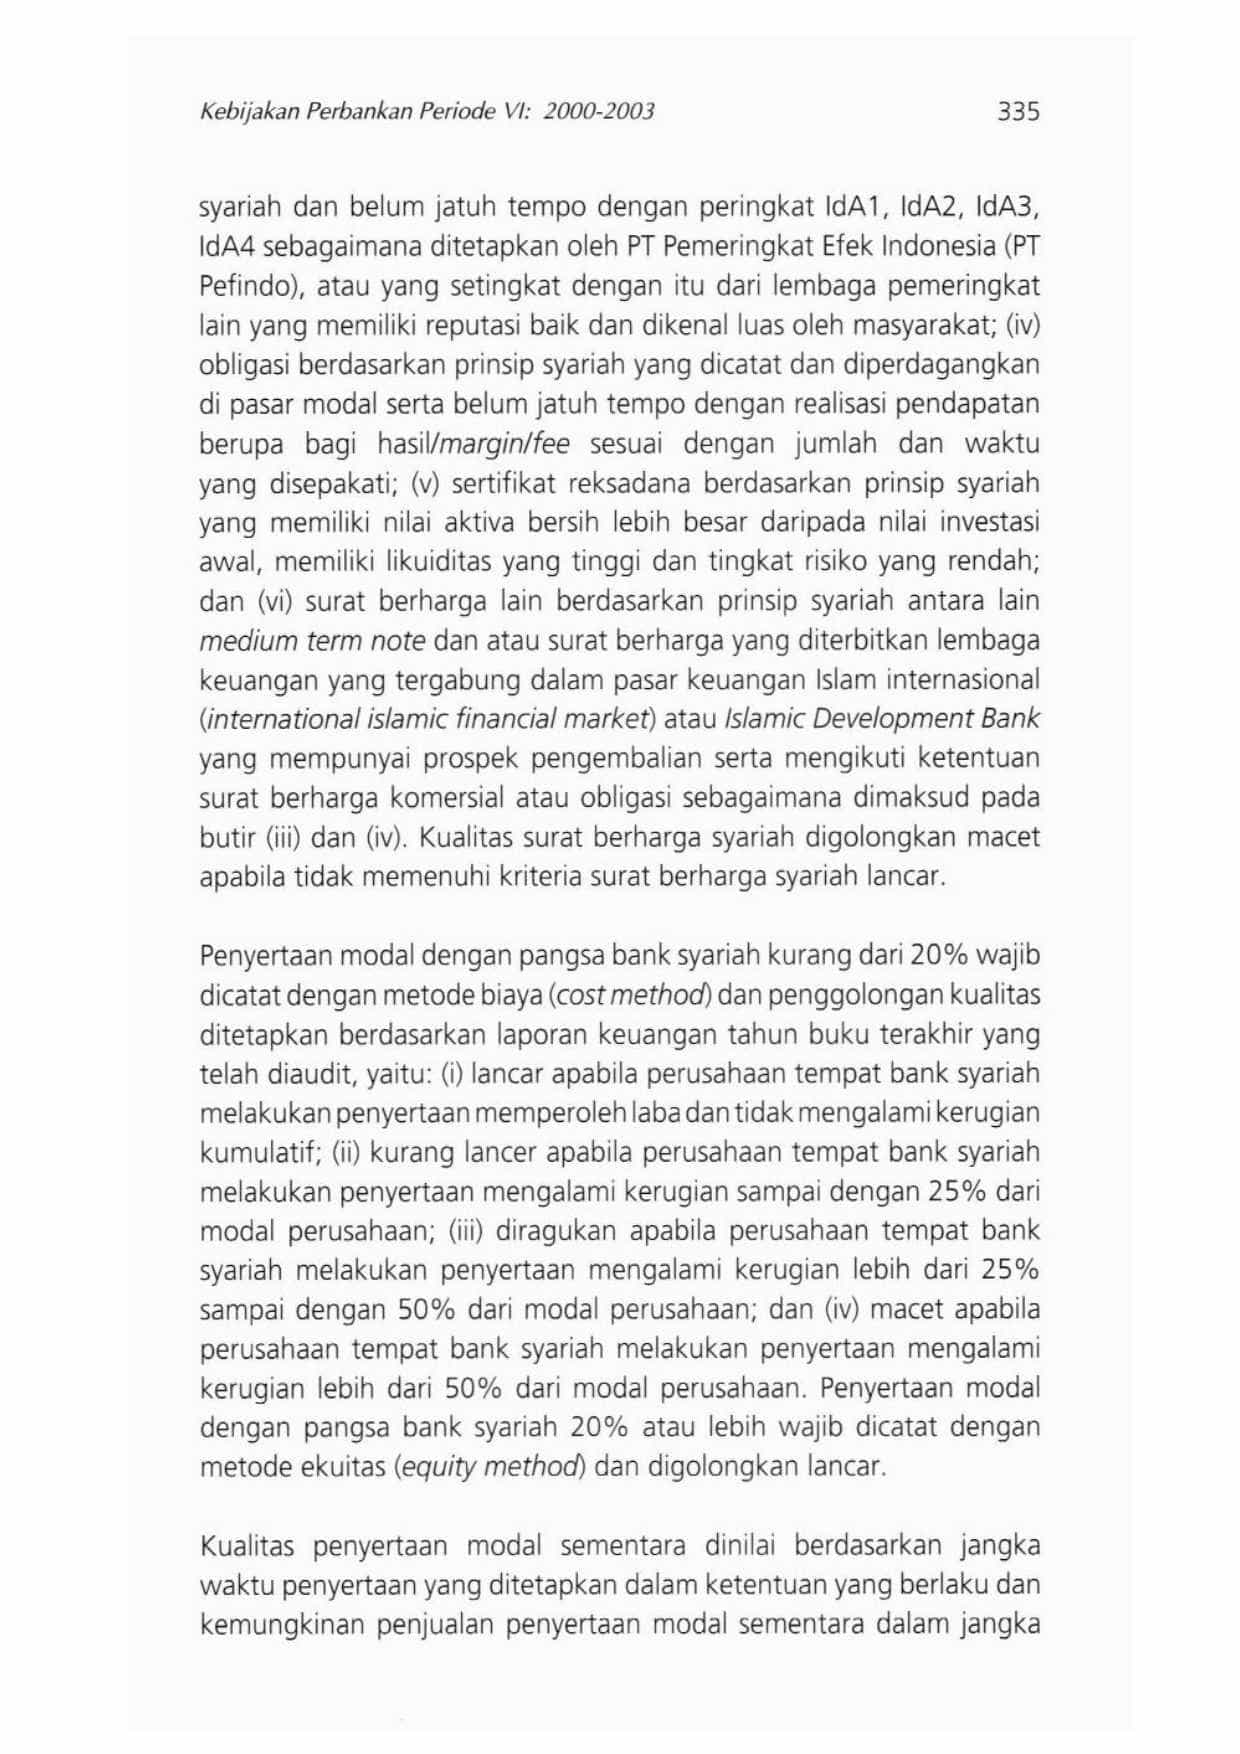 Kebijakan Perbankan Periode VI: 2000-2003 335
syariah dan belum jatuh tempo dengan peringkat IdA1, IdA2, IdA3,
IdA4 sebagaimana ditetapkan oleh PT Pemeringkat Efek Indonesia (PT
Pefindo), atau yang setingkat dengan itu dari lembaga pemeringkat
lain yang memiliki reputasi baik dan dikenal luas oleh masyarakat; (iv)
obligasi berdasarkan prinsip syariah yang dicatat dan diperdagangkan
di pasar modal serta belum jatuh tempo dengan realisasi pendapatan
berupa bagi hasil/margin/fee sesuai dengan jumlah dan waktu
yang disepakati; (v) sertifikat reksadana berdasarkan prinsip syariah
yang memiliki nilai aktiva bersih lebih besar daripada nilai investasi
awal, memiliki likuiditas yang tinggi dan tingkat risiko yang rendah;
dan (vi) surat berharga lain berdasarkan prinsip syariah antara lain
medium term note dan atau surat berharga yang diterbitkan lembaga
keuangan yang tergabung dalam pasar keuangan Islam internasional
(international islamic financial market) atau Islamic Development Bank
yang mempunyai prospek pengembalian serta mengikuti ketentuan
surat berharga komersial atau obligasi sebagaimana dimaksud pada
butir (iii) dan (iv). Kualitas surat berharga syariah digolongkan macet
apabila tidak memenuhi kriteria surat berharga syariah lancar.
Penyertaan modal dengan pangsa bank syariah kurang dari 20% wajib
dicatat dengan metode biaya (cost method) dan penggolongan kualitas
ditetapkan berdasarkan laporan keuangan tahun buku terakhir yang
telah diaudit, yaitu: (i) lancar apabila perusahaan tempat bank syariah
melakukan penyertaan memperoleh laba dan tidak mengalami kerugian
kumulatif; (ii) kurang lancer apabila perusahaan tempat bank syariah
melakukan penyertaan mengalami kerugian sampai dengan 25% dari
modal perusahaan; (iii) diragukan apabila perusahaan tempat bank
syariah melakukan penyertaan mengalami kerugian lebih dari 25%
sampai dengan 50% dari modal perusahaan; dan (iv) macet apabila
perusahaan tempat bank syariah melakukan penyertaan mengalami
kerugian lebih dari 50% dari modal perusahaan. Penyertaan modal
dengan pangsa bank syariah 20% atau lebih wajib dicatat dengan
metode ekuitas (equity method) dan digolongkan lancar.
Kualitas penyertaan modal sementara dinilai berdasarkan jangka
waktu penyertaan yang ditetapkan dalam ketentuan yang berlaku dan
kemungkinan penjualan penyertaan modal sementara dalam jangka